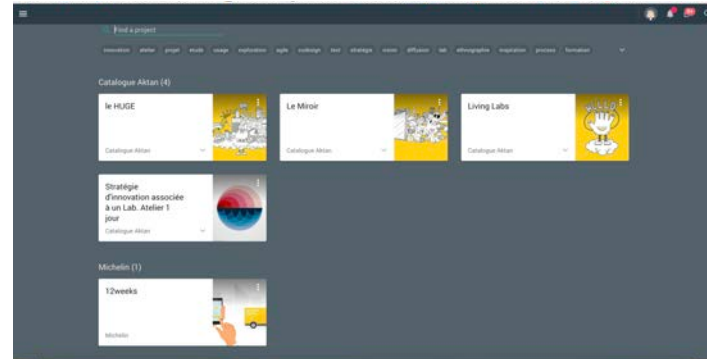 Find a project
innovation atelier projet etude usage exploration agile codesign test stratégie vision diffusion lab ethnographie inspiration process formation
Catalogue Aktan (4)
le HUGE
Catalogue Aktan
Le Miroir
Catalogue Aktan
Living Labs
Catalogue Aktan
HELLO
Stratégie
d'innovation associée
à un Lab. Atelier 1
jour
Catalogue Aktan
Michelin (1)
12weeks
Michelin